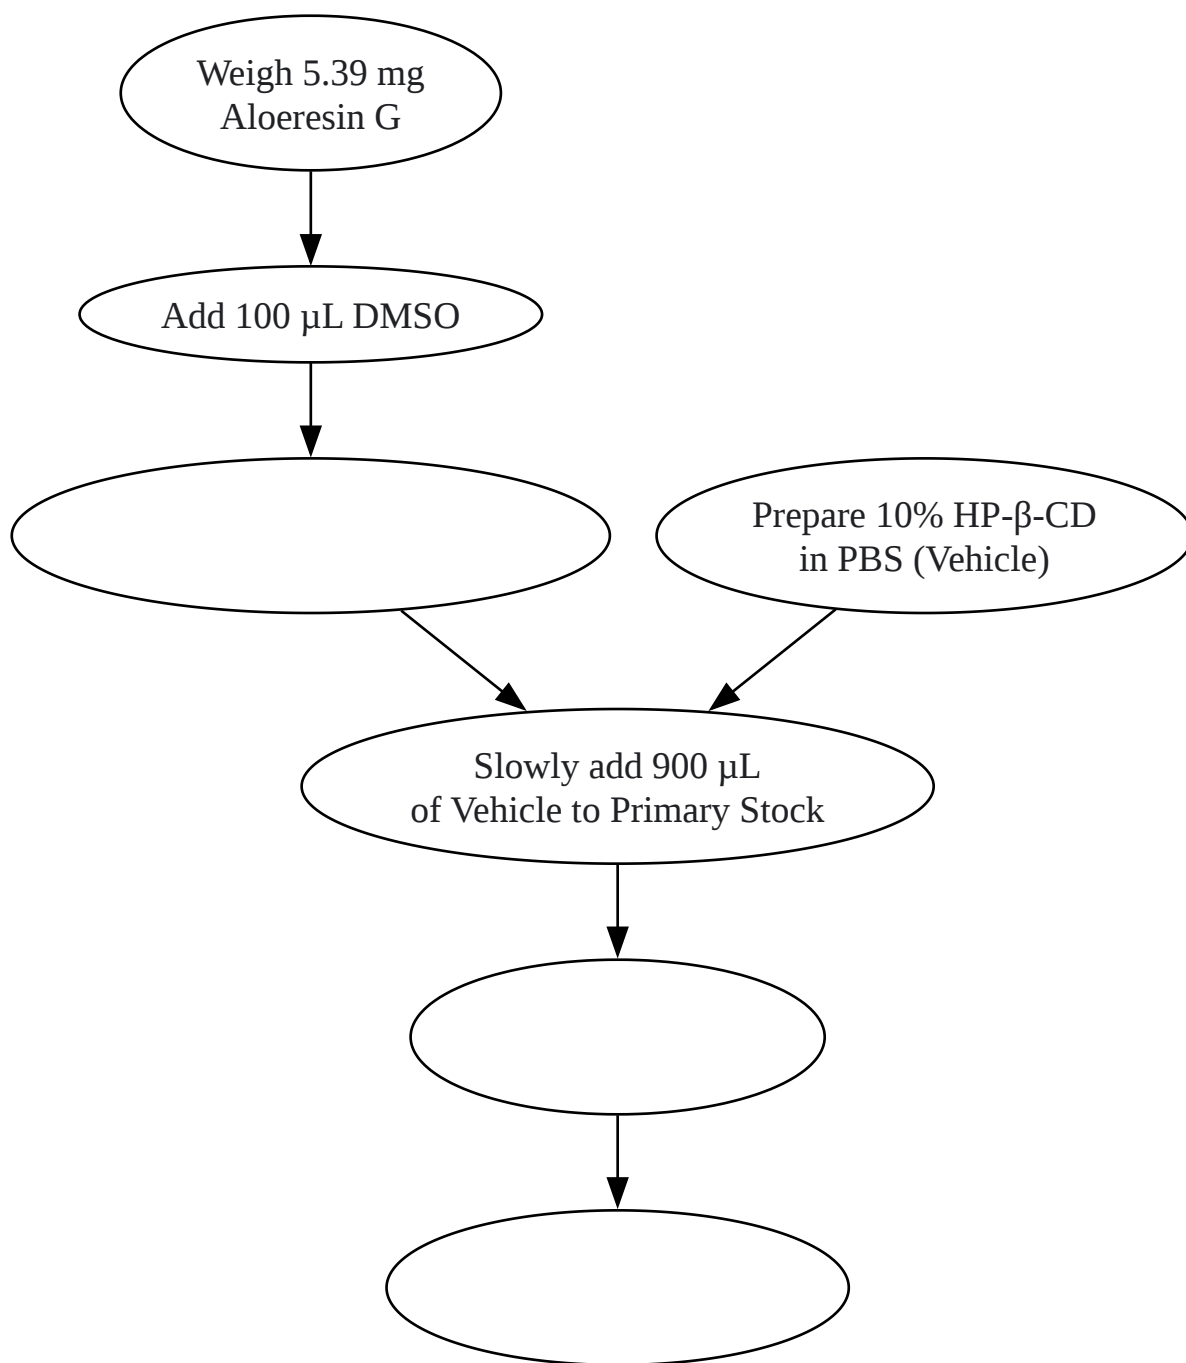 Weigh 5.39 mg
Aloeresin G
Add 100 µL DMSO
Prepare 10% HP-β-CD
in PBS (Vehicle)
Slowly add 900 µL
of Vehicle to Primary Stock